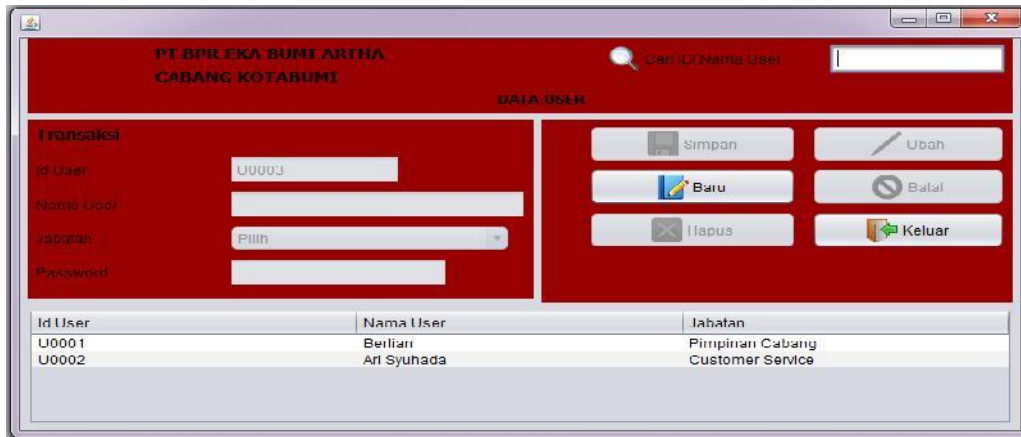 PT BPR EKA BUMI ARTHA
CABANG KOTABUMI
Cari ID/Nama User
DATA USER
Transaksi
Id User
U0003
Nama User
Jabatan
Pilih
Password
Simpan
Ubah
Baru
Batal
Hapus
Keluar
Id User Nama User Jabatan
U0001 Berlian Pimpinan Cabang
U0002 Ari Syuhada Customer Service